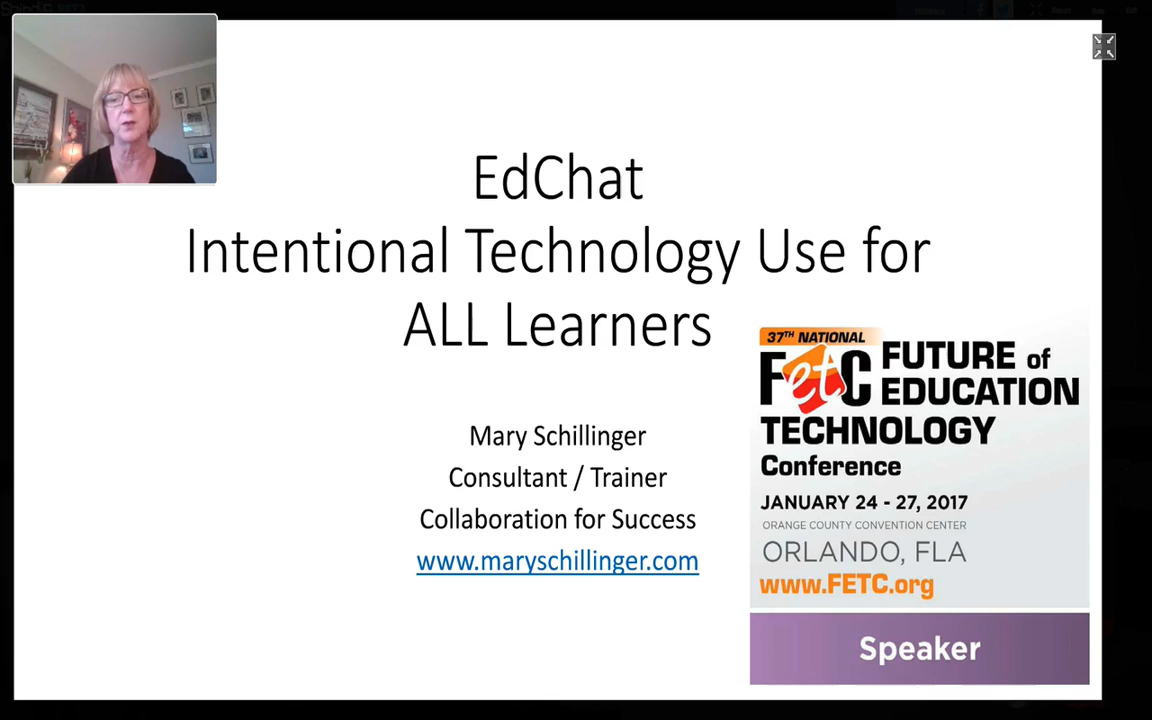 EdChat
Intentional Technology Use for
ALL Learners
Mary Schillinger
Consultant / Trainer
Collaboration for Success
www.maryschillinger.com
37TH NATIONAL
FETC FUTURE of
EDUCATION
TECHNOLOGY
Conference
JANUARY 24 - 27, 2017
ORANGE COUNTY CONVENTION CENTER
ORLANDO, FLA
www.FETC.org
Speaker